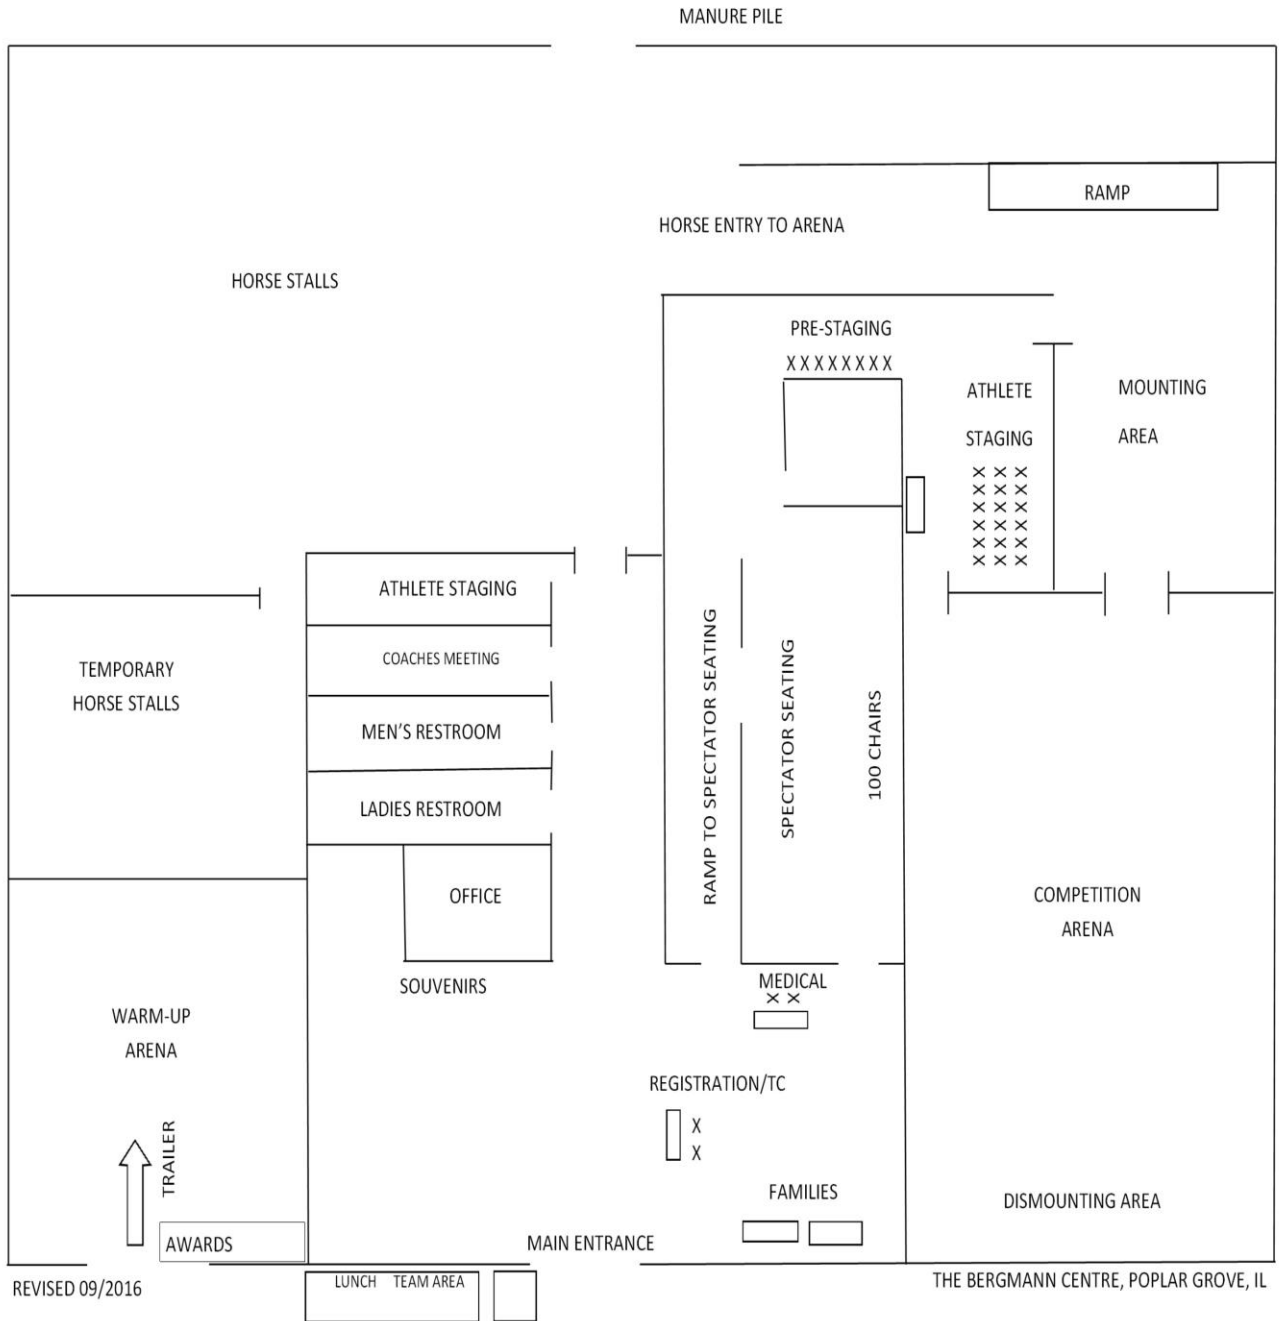 MANURE PILE
RAMP
HORSE ENTRY TO ARENA
HORSE STALLS
PRE-STAGING
X X X X X X X X
ATHLETE
STAGING
MOUNTING
AREA
X X X
X X X
X X X
X X X
X X X
X X X
ATHLETE STAGING
COACHES MEETING
MEN'S RESTROOM
LADIES RESTROOM
OFFICE
SOUVENIRS
TEMPORARY
HORSE STALLS
RAMP TO SPECTATOR SEATING
SPECTATOR SEATING
100 CHAIRS
COMPETITION
ARENA
MEDICAL
X X
WARM-UP
ARENA
REGISTRATION/TC
X
X
TRAILER
FAMILIES
DISMOUNTING AREA
AWARDS
MAIN ENTRANCE
LUNCH TEAM AREA
REVISED 09/2016
THE BERGMANN CENTRE, POPLAR GROVE, IL